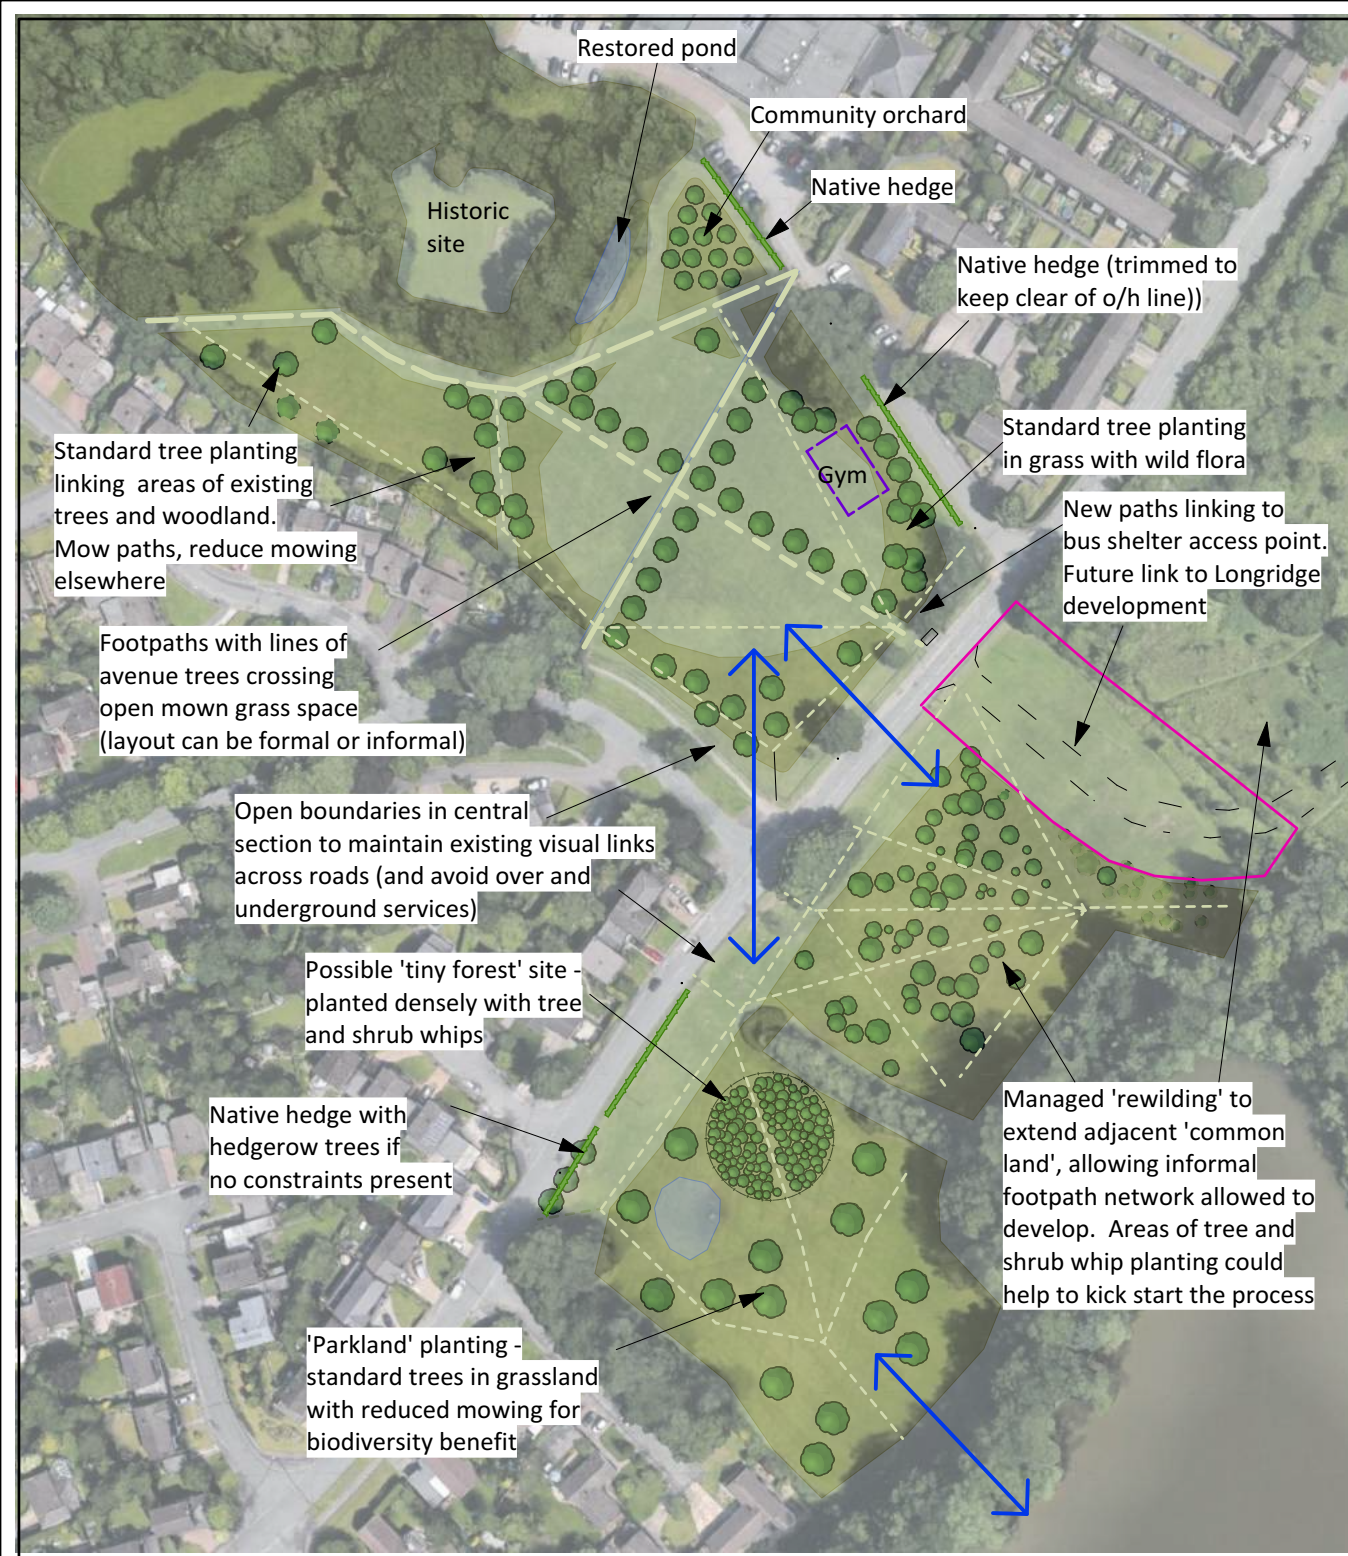 Restored pond
Community orchard
Native hedge
Historic
site
Native hedge (trimmed to
keep clear of o/h line))
Standard tree planting
in grass with wild flora
Gym
Standard tree planting
linking areas of existing
trees and woodland.
Mow paths, reduce mowing
elsewhere
New paths linking to
bus shelter access point.
Future link to Longridge
development
Footpaths with lines of
avenue trees crossing
open mown grass space
(layout can be formal or informal)
Open boundaries in central
section to maintain existing visual links
across roads (and avoid over and
underground services)
Possible 'tiny forest' site -
planted densely with tree
and shrub whips
Native hedge with
hedgerow trees if
no constraints present
Managed 'rewilding' to
extend adjacent 'common
land', allowing informal
footpath network allowed to
develop. Areas of tree and
shrub whip planting could
help to kick start the process
'Parkland' planting -
standard trees in grassland
with reduced mowing for
biodiversity benefit